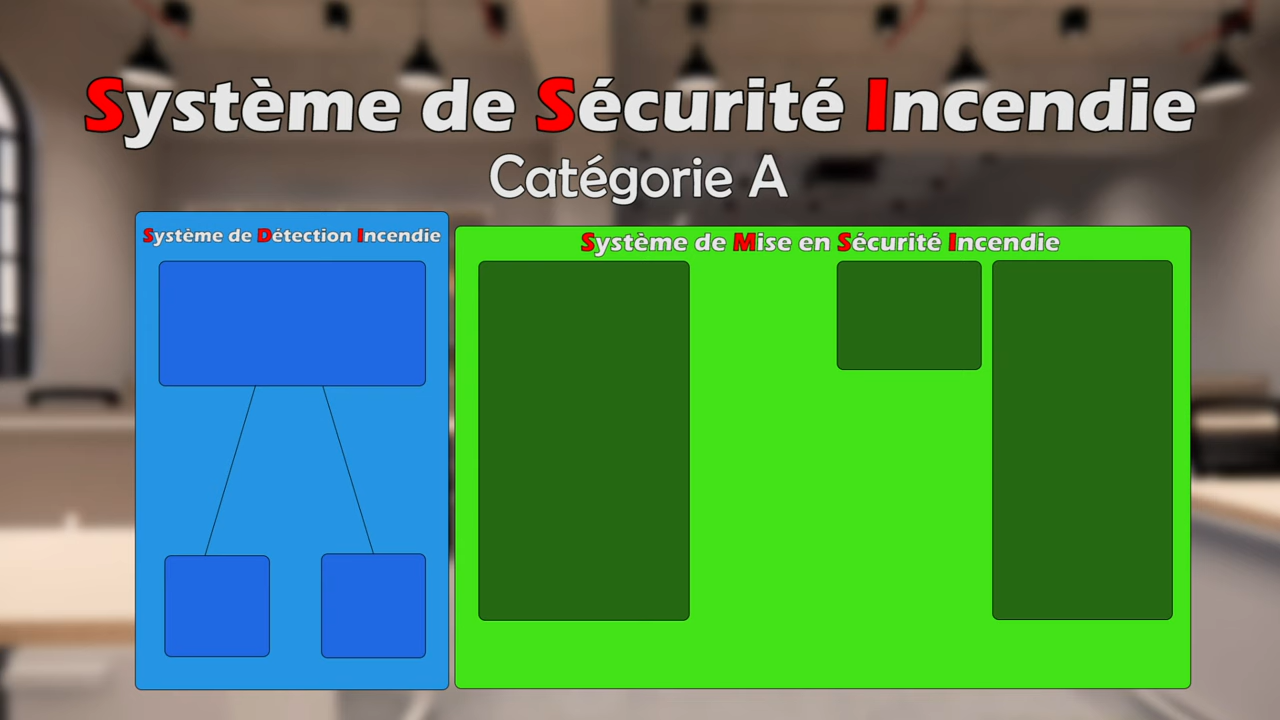 Système de Sécurité Incendie
Catégorie A
Système de Détection Incendie
Système de Mise en Sécurité Incendie